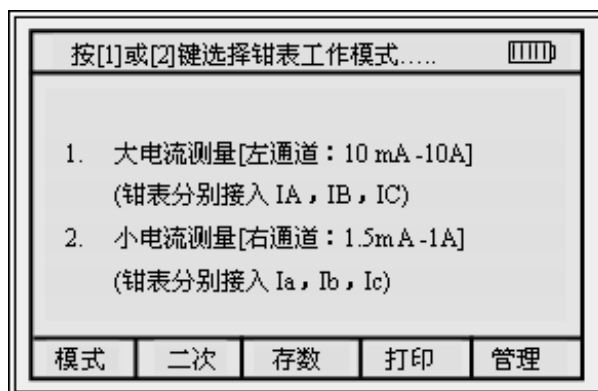 按[1]或[2]键选择钳表工作模式.....
1. 大电流测量[左通道：10 mA -10A]
(钳表分别接入 IA，IB，IC)
2. 小电流测量[右通道：1.5mA -1A]
(钳表分别接入 Ia，Ib，Ic)
模式 二次 存数 打印 管理